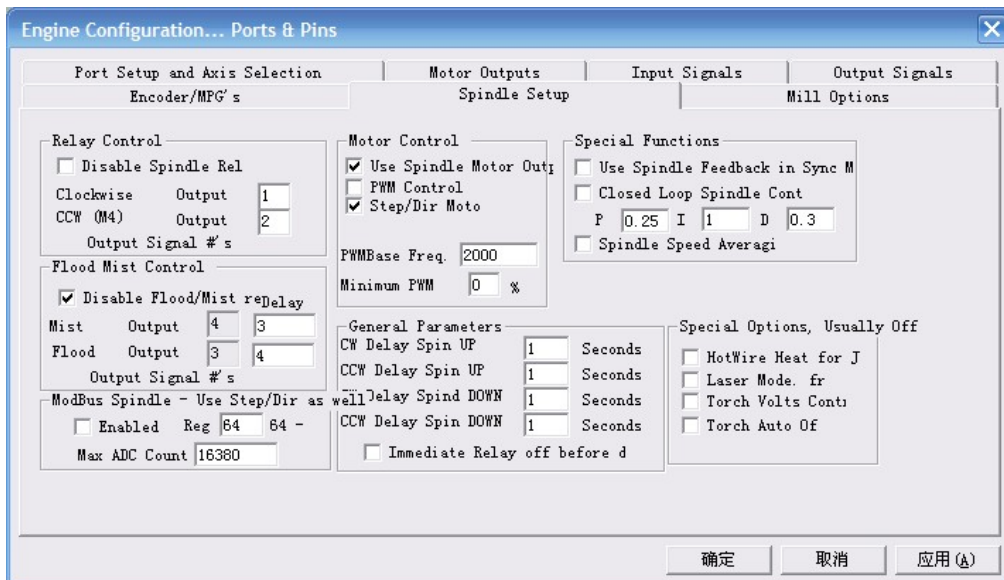 Engine Configuration... Ports & Pins
Port Setup and Axis Selection
Motor Outputs
Input Signals
Output Signals
Encoder/MPG's
Spindle Setup
Mill Options
Relay Control
Disable Spindle Rel
Clockwise Output 1
CCW (M4) Output 2
Output Signal #'s
Flood Mist Control
Disable Flood/Mist re Delay
Mist Output 4 3
Flood Output 3 4
Output Signal #'s
ModBus Spindle - Use Step/Dir as well
Enabled Reg 64 64 -
Max ADC Count 16380
Motor Control
Use Spindle Motor Outp
PWM Control
Step/Dir Moto
PWMBase Freq. 2000
Minimum PWM 0 %
General Parameters
CW Delay Spin UP 1 Seconds
CCW Delay Spin UP 1 Seconds
Delay Spind DOWN 1 Seconds
CCW Delay Spin DOWN 1 Seconds
Immediate Relay off before d
Special Functions
Use Spindle Feedback in Sync M
Closed Loop Spindle Cont
P 0.25 I 1 D 0.3
Spindle Speed Averagi
Special Options, Usually Off
HotWire Heat for J
Laser Mode. fr
Torch Volts Cont
Torch Auto Of
确定
取消
应用(A)